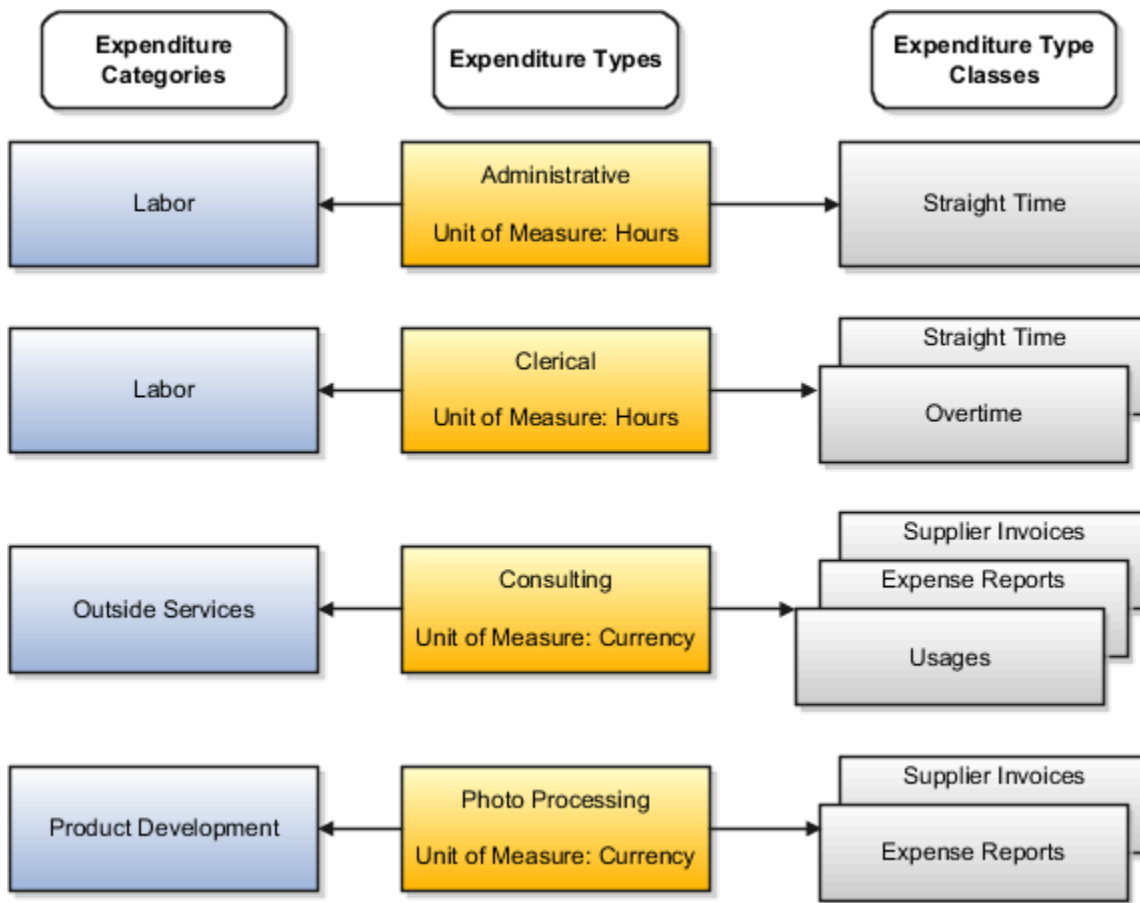 Expenditure
Categories
Expenditure Types
Expenditure Type
Classes
Labor
Administrative
Unit of Measure: Hours
Straight Time
Labor
Clerical
Unit of Measure: Hours
Straight Time
Overtime
Outside Services
Consulting
Unit of Measure: Currency
Supplier Invoices
Expense Reports
Usages
Product Development
Photo Processing
Unit of Measure: Currency
Supplier Invoices
Expense Reports